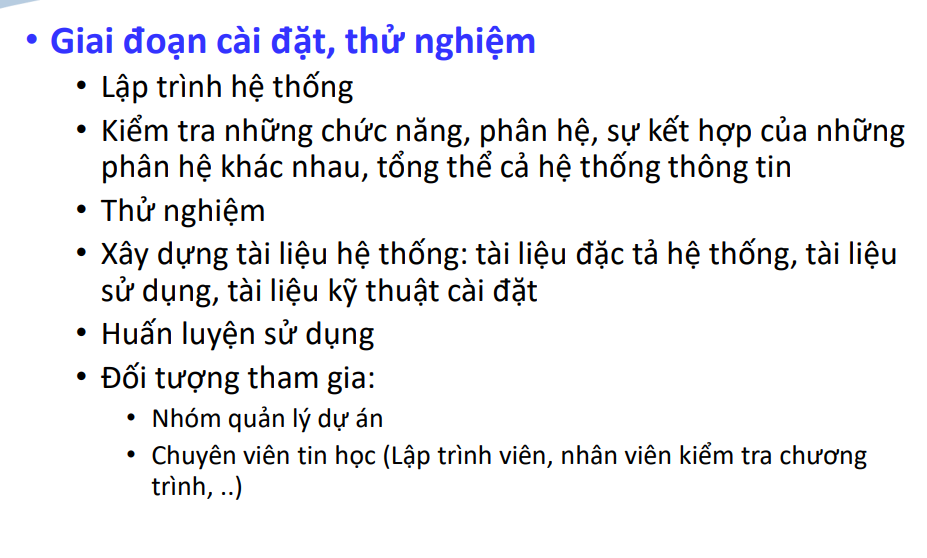 • Giai đoạn cài đặt, thử nghiệm
• Lập trình hệ thống
• Kiểm tra những chức năng, phân hệ, sự kết hợp của những
phân hệ khác nhau, tổng thể cả hệ thống thông tin
• Thử nghiệm
• Xây dựng tài liệu hệ thống: tài liệu đặc tả hệ thống, tài liệu
sử dụng, tài liệu kỹ thuật cài đặt
• Huấn luyện sử dụng
• Đối tượng tham gia:
• Nhóm quản lý dự án
• Chuyên viên tin học (Lập trình viên, nhân viên kiểm tra chương
trình, ..)